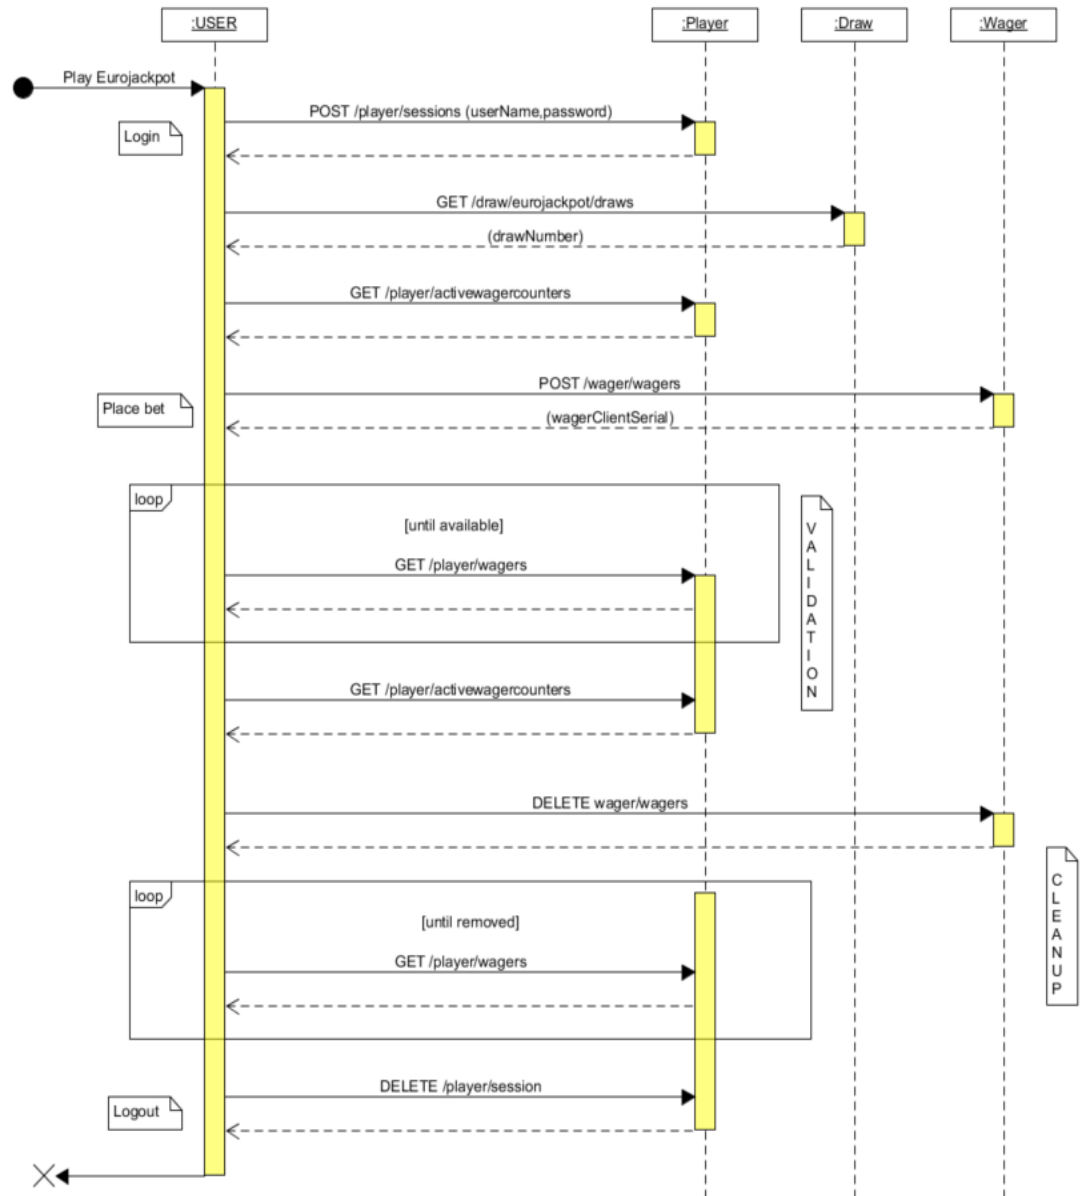 :USER
:Player
:Draw
:Wager
Play Eurojackpot
POST /player/sessions (userName,password)
Login
GET /draw/eurojackpot/draws
(drawNumber)
GET /player/activewagercounters
POST /wager/wagers
Place bet
(wagerClientSerial)
loop
[until available]
GET /player/wagers
VALIDATION
GET /player/activewagercounters
DELETE wager/wagers
CLEANUP
loop
[until removed]
GET /player/wagers
DELETE /player/session
Logout